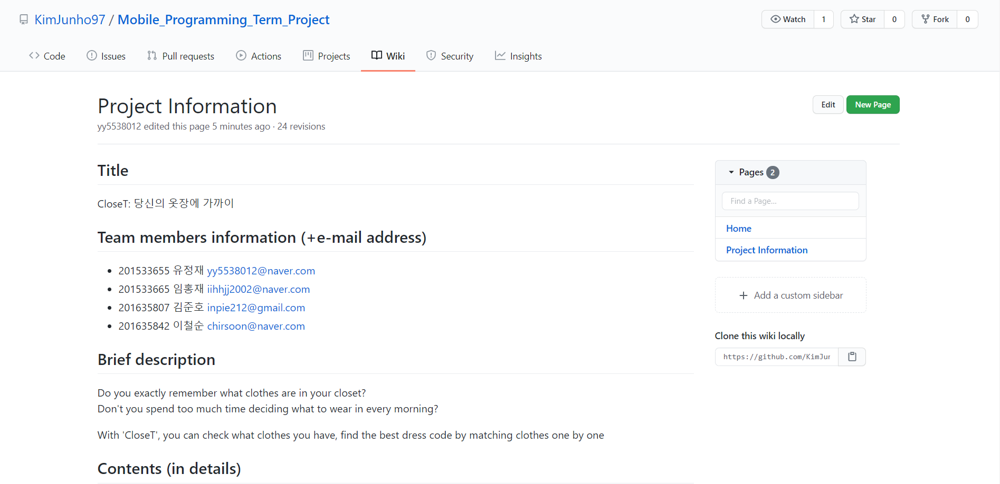 KimJunho97 / Mobile_Programming_Term_Project
Watch 1 Star 0 Fork 0
Code Issues Pull requests Actions Projects Wiki Security Insights
Project Information
Edit New Page
yy5538012 edited this page 5 minutes ago · 24 revisions
Title
CloseT: 당신의 옷장에 가까이
Team members information (+e-mail address)
• 201533655 유정재 yy5538012@naver.com
• 201533665 임홍재 iihhjj2002@naver.com
• 201635807 김준호 inpie212@gmail.com
• 201635842 이철순 chirsoon@naver.com
Brief description
Do you exactly remember what clothes are in your closet?
Don't you spend too much time deciding what to wear in every morning?
With 'CloseT', you can check what clothes you have, find the best dress code by matching clothes one by one
Contents (in details)
Pages 2
Find a Page...
Home
Project Information
+ Add a custom sidebar
Clone this wiki locally
https://github.com/KimJur